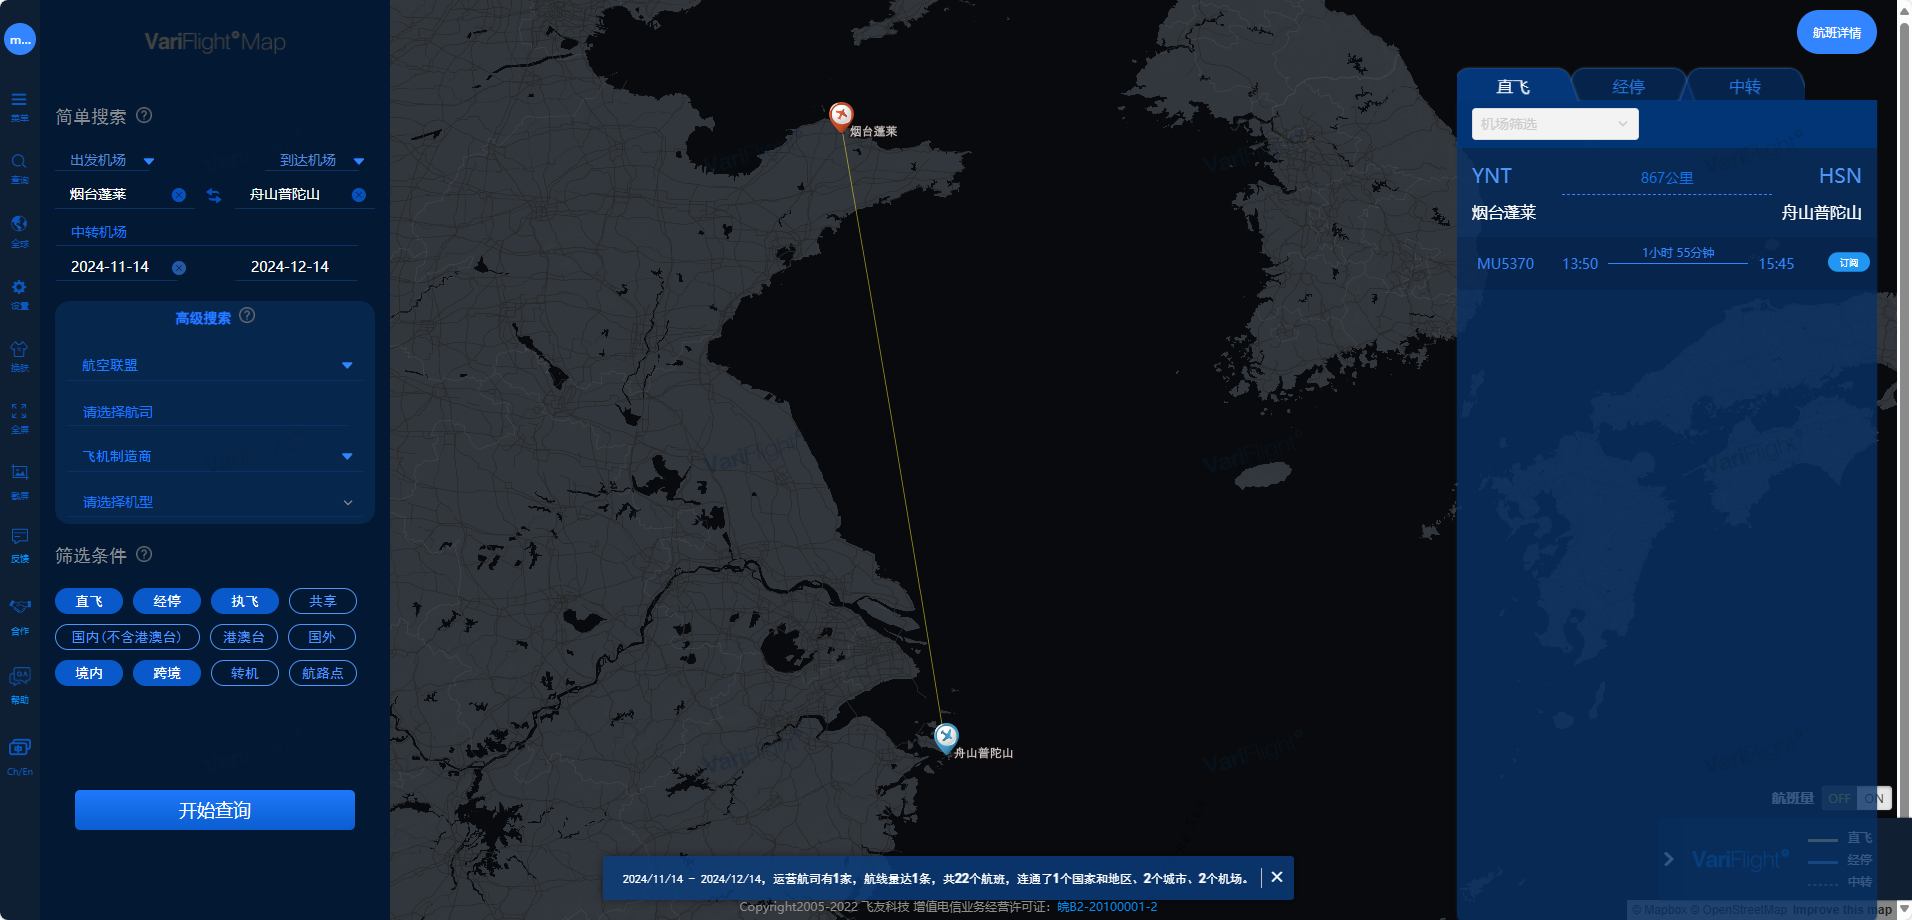 m...
菜单
查询
全球
设置
换肤
全屏
截屏
反馈
合作
帮助
Ch/En
VariFlight Map
简单搜索 ?
出发机场 到达机场
烟台蓬莱 舟山普陀山
中转机场
2024-11-14 2024-12-14
高级搜索 ?
航空联盟
请选择航司
飞机制造商
请选择机型
筛选条件 ?
直飞 经停 执飞 共享
国内(不含港澳台) 港澳台 国外
境内 跨境 转机 航路点
开始查询
烟台蓬莱
舟山普陀山
VariFlight
VariFlight
VariFlight
VariFlight
VariFlight
VariFlight
VariFlight
VariFlight
VariFlight
航班详情
直飞 经停 中转
机场筛选
YNT 867公里 HSN
烟台蓬莱 舟山普陀山
MU5370 13:50 1小时 55分钟 15:45 订阅
航班量 OFF ON
VariFlight
直飞
经停
中转
2024/11/14 - 2024/12/14，运营航司有1家，航线量达1条，共22个航班，连通了1个国家和地区、2个城市、2个机场。
Copyright2005-2022 飞友科技 增值电信业务经营许可证：皖B2-20100001-2
© Mapbox © OpenStreetMap Improve this map